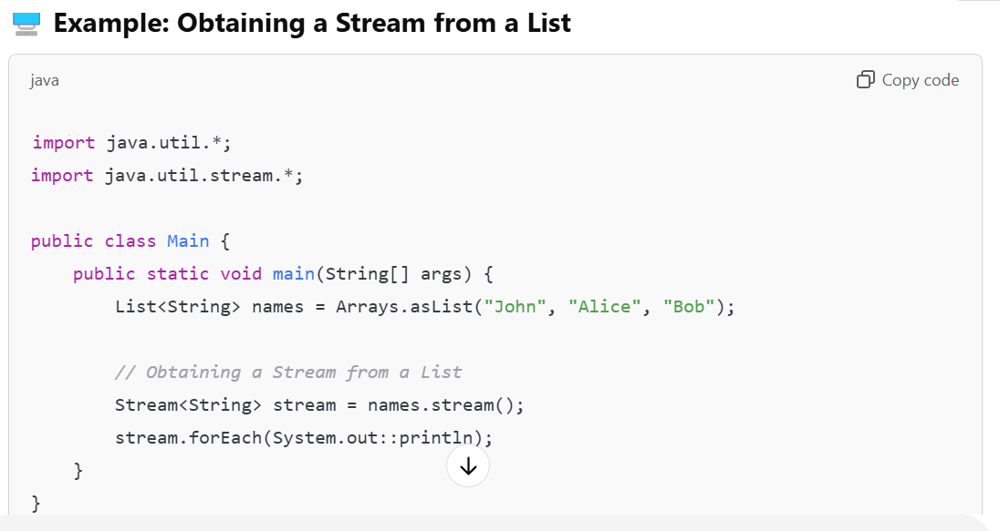 Example: Obtaining a Stream from a List
java
Copy code
import java.util.*;
import java.util.stream.*;
public class Main {
    public static void main(String[] args) {
        List<String> names = Arrays.asList("John", "Alice", "Bob");
        // Obtaining a Stream from a List
        Stream<String> stream = names.stream();
        stream.forEach(System.out::println);
    }
}